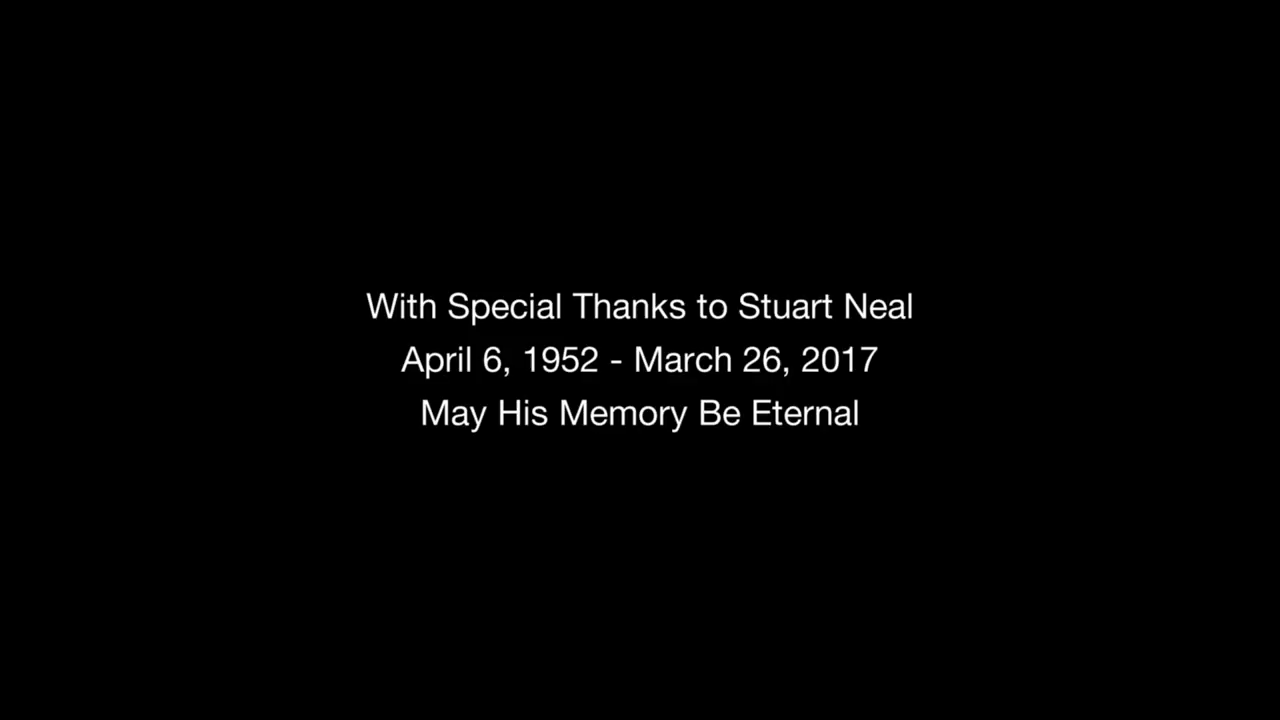 With Special Thanks to Stuart Neal
April 6, 1952 - March 26, 2017
May His Memory Be Eternal